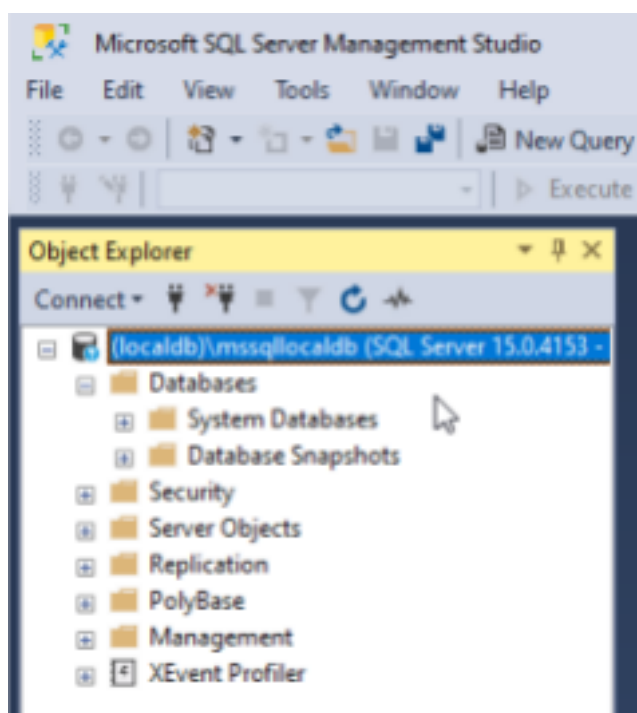 Microsoft SQL Server Management Studio
File Edit View Tools Window Help
New Query
Execute
Object Explorer
Connect
(localdb)\mssqllocaldb (SQL Server 15.0.4153 -
Databases
System Databases
Database Snapshots
Security
Server Objects
Replication
PolyBase
Management
XEvent Profiler